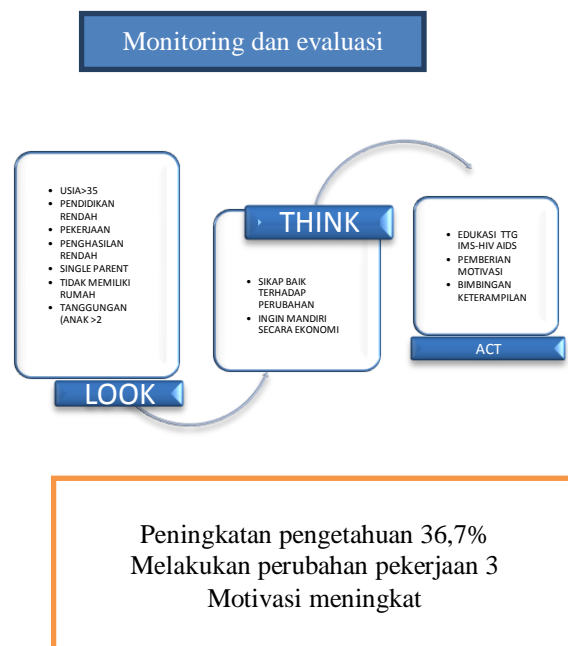 Monitoring dan evaluasi
• USIA>35
• PENDIDIKAN
RENDAH
• PEKERJAAN
• PENGHASILAN
RENDAH
• SINGLE PARENT
• TIDAK MEMILIKI
RUMAH
• TANGGUNGAN
(ANAK >2
LOOK
THINK
• SIKAP BAIK
TERHADAP
PERUBAHAN
• INGIN MANDIRI
SECARA EKONOMI
• EDUKASI TTG
IMS-HIV AIDS
• PEMBERIAN
MOTIVASI
• BIMBINGAN
KETERAMPILAN
ACT
Peningkatan pengetahuan 36,7%
Melakukan perubahan pekerjaan 3
Motivasi meningkat